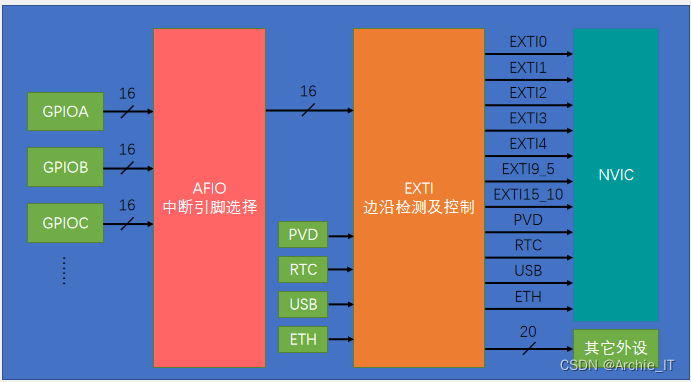 GPIOA
16
GPIOB
16
GPIOC
16
AFIO
中断引脚选择
16
PVD
RTC
USB
ETH
EXTI
边沿检测及控制
EXTI0
EXTI1
EXTI2
EXTI3
EXTI4
EXTI9_5
EXTI15_10
PVD
RTC
USB
ETH
20
NVIC
其它外设
CSDN @Archie_IT